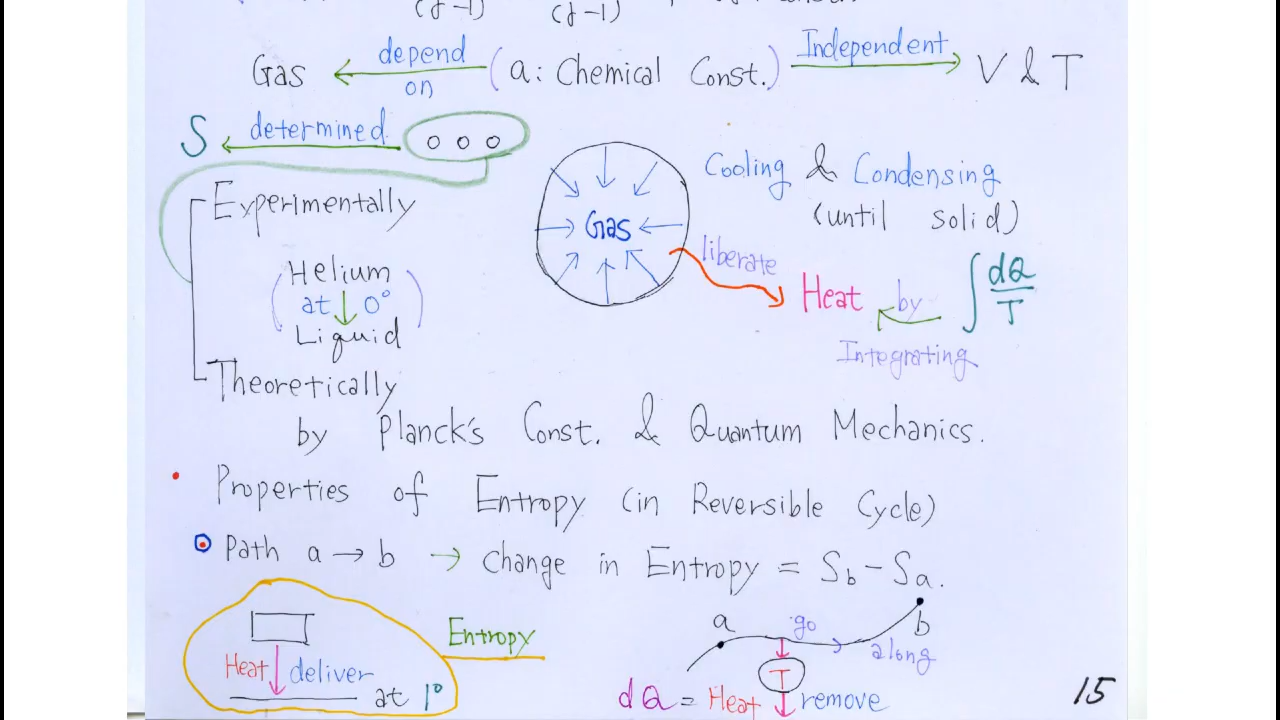 (γ-1) (γ-1)
Gas ← depend on (a: Chemical Const.) Independent → V & T
S ← determined
Experimentally
Cooling & Condensing
(until solid)
Gas
liberate
Heat
by
∫ dQ/T
Integrating
(Helium
at ↓ 0°
Liquid)
Theoretically
by Planck's Const. & Quantum Mechanics.
• Properties of Entropy (in Reversible Cycle)
Path a → b → change in Entropy = Sb - Sa.
Heat ↓ deliver
at 1°
Entropy
a go b
along
T
dQ = Heat ↓ remove
15